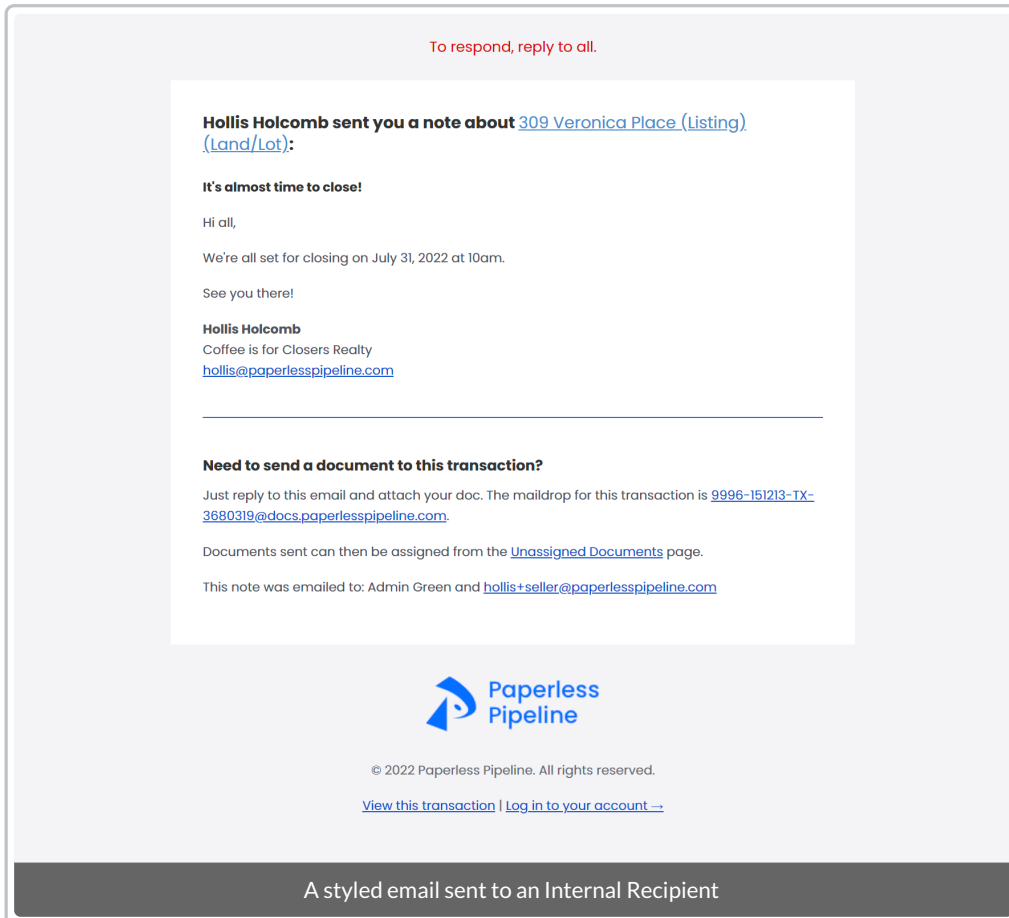 To respond, reply to all.
Hollis Holcomb sent you a note about 309 Veronica Place (Listing)
(Land/Lot):
It's almost time to close!
Hi all,
We're all set for closing on July 31, 2022 at 10am.
See you there!
Hollis Holcomb
Coffee is for Closers Realty
hollis@paperlesspipeline.com
Need to send a document to this transaction?
Just reply to this email and attach your doc. The maildrop for this transaction is 9996-151213-TX-
3680319@docs.paperlesspipeline.com.
Documents sent can then be assigned from the Unassigned Documents page.
This note was emailed to: Admin Green and hollis+seller@paperlesspipeline.com
Paperless
Pipeline
© 2022 Paperless Pipeline. All rights reserved.
View this transaction | Log in to your account →
A styled email sent to an Internal Recipient